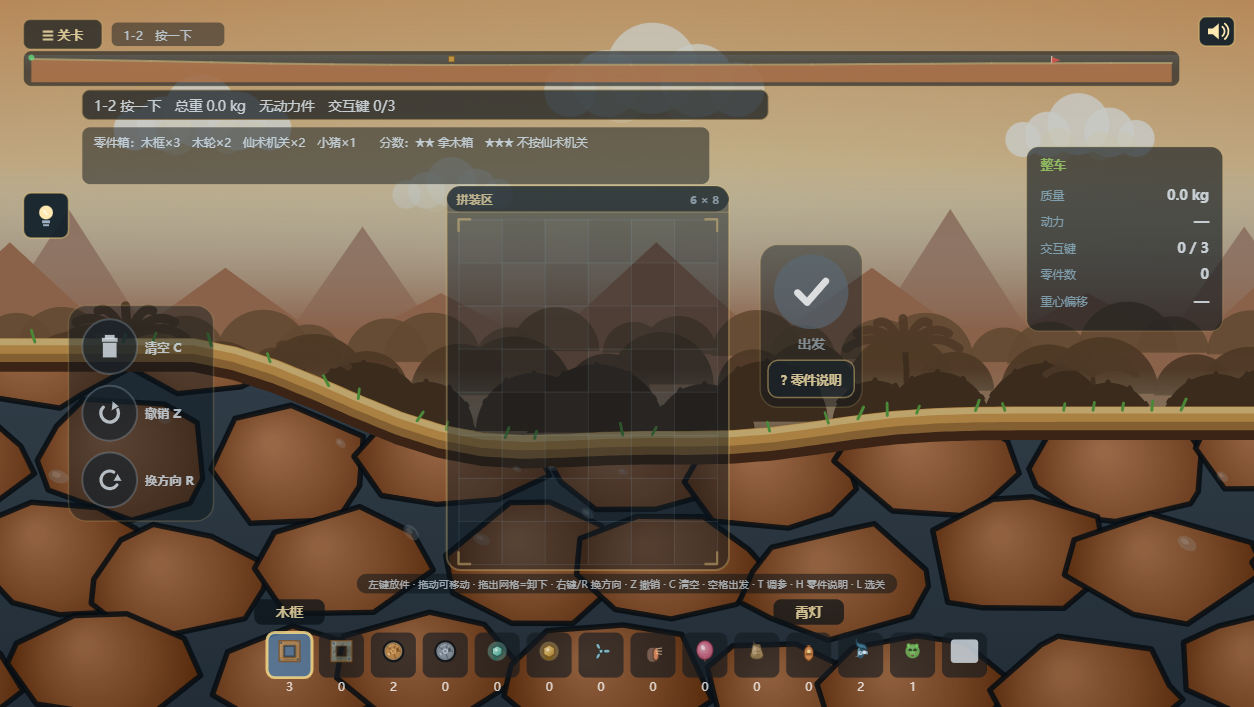 ☰ 关卡
1-2 按一下
1-2 按一下 总重 0.0 kg 无动力件 交互键 0/3
零件箱：木框×3 木轮×2 仙术机关×2 小猪×1 分数：★★ 拿木箱 ★★★ 不按仙术机关
拼装区 6 × 8
整车
质量 0.0 kg
动力 —
交互键 0 / 3
零件数 0
重心偏移 —
清空 C
撤销 Z
换方向 R
出发
? 零件说明
左键放件 · 拖动可移动 · 拖出网格=卸下 · 右键/R 换方向 · Z 撤销 · C 清空 · 空格出发 · T 调参 · H 零件说明 · L 选关
木框 青灯
3 0 2 0 0 0 0 0 0 0 0 2 1